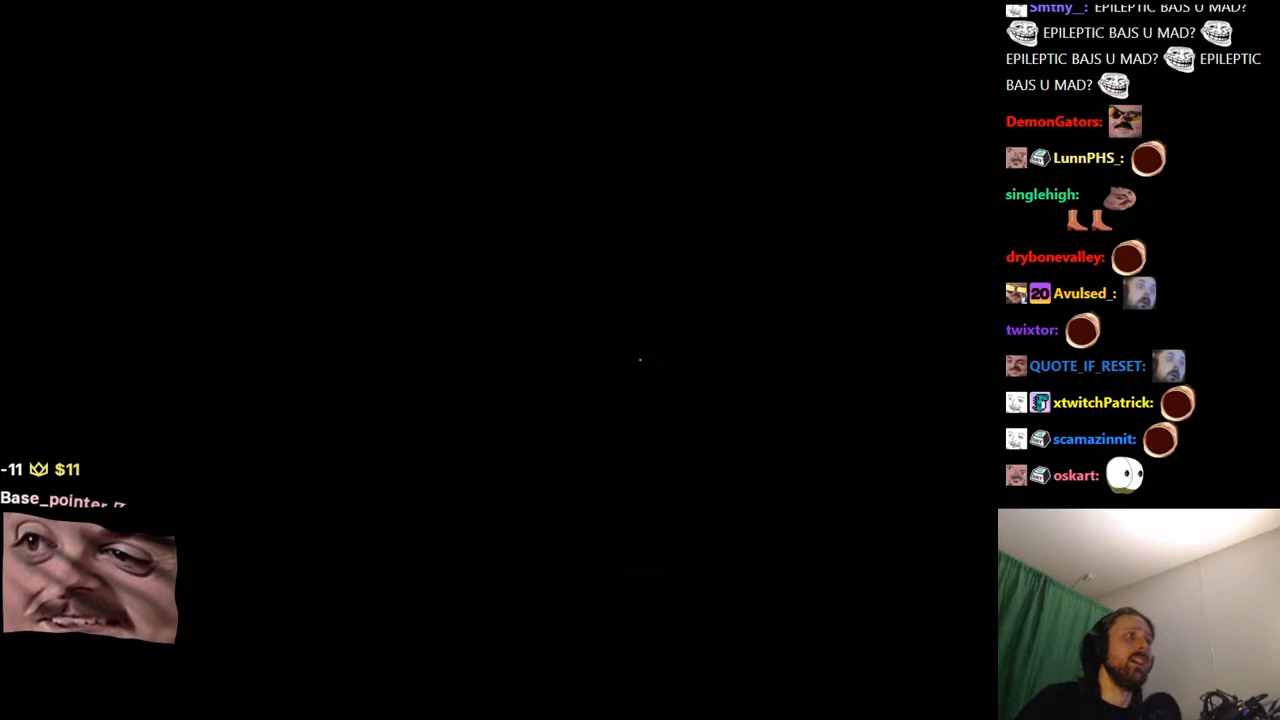 Smthy__: EPILEPTIC BAJS U MAD?
EPILEPTIC BAJS U MAD?
EPILEPTIC BAJS U MAD? EPILEPTIC
BAJS U MAD?
DemonGators:
LunnPHS_:
singlehigh:
drybonevalley:
20 Avulsed_:
twixtor:
QUOTE_IF_RESET:
xtwitchPatrick:
scamazinnit:
oskart:
-11 $11
Base_pointer